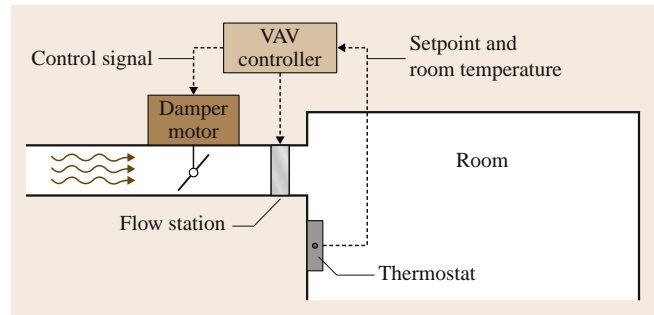 VAV
controller
Control signal
Setpoint and
room temperature
Damper
motor
Room
Flow station
Thermostat